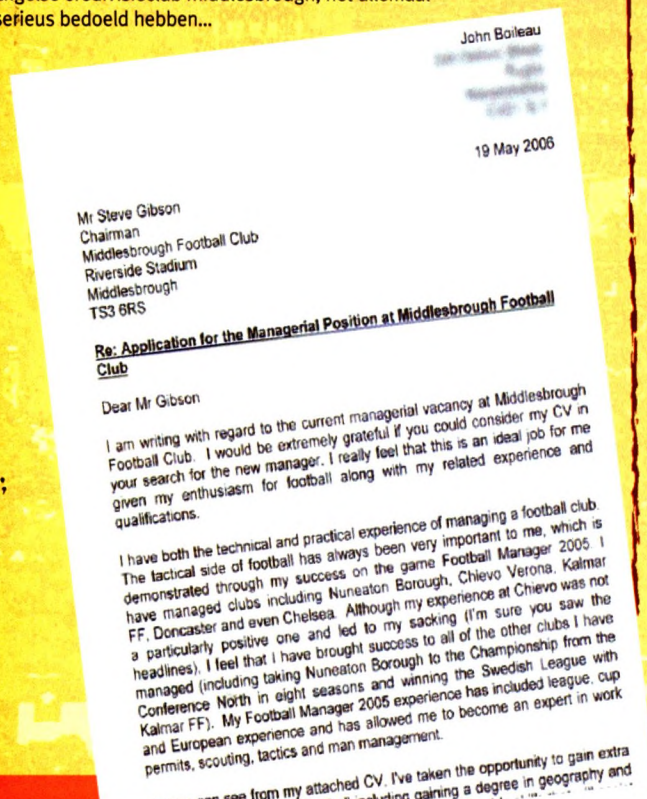 serieus bedoeld hebben...
John Boileau
19 May 2006
Mr Steve Gibson
Chairman
Middlesbrough Football Club
Riverside Stadium
Middlesbrough
TS3 6RS
Re: Application for the Managerial Position at Middlesbrough Football
Club
Dear Mr Gibson
I am writing with regard to the current managerial vacancy at Middlesbrough
Football Club. I would be extremely grateful if you could consider my CV in
your search for the new manager. I really feel that this is an ideal job for me
given my enthusiasm for football along with my related experience and
qualifications.
I have both the technical and practical experience of managing a football club.
The tactical side of football has always been very important to me, which is
demonstrated through my success on the game Football Manager 2005. I
have managed clubs including Nuneaton Borough, Chievo Verona, Kalmar
FF, Doncaster and even Chelsea. Although my experience at Chievo was not
a particularly positive one and led to my sacking (I'm sure you saw the
headlines), I feel that I have brought success to all of the other clubs I have
managed (including taking Nuneaton Borough to the Championship from the
Conference North in eight seasons and winning the Swedish League with
Kalmar FF). My Football Manager 2005 experience has included league, cup
and European experience and has allowed me to become an expert in work
permits, scouting, tactics and man management.
see from my attached CV, I've taken the opportunity to gain extra
gaining a degree in geography and